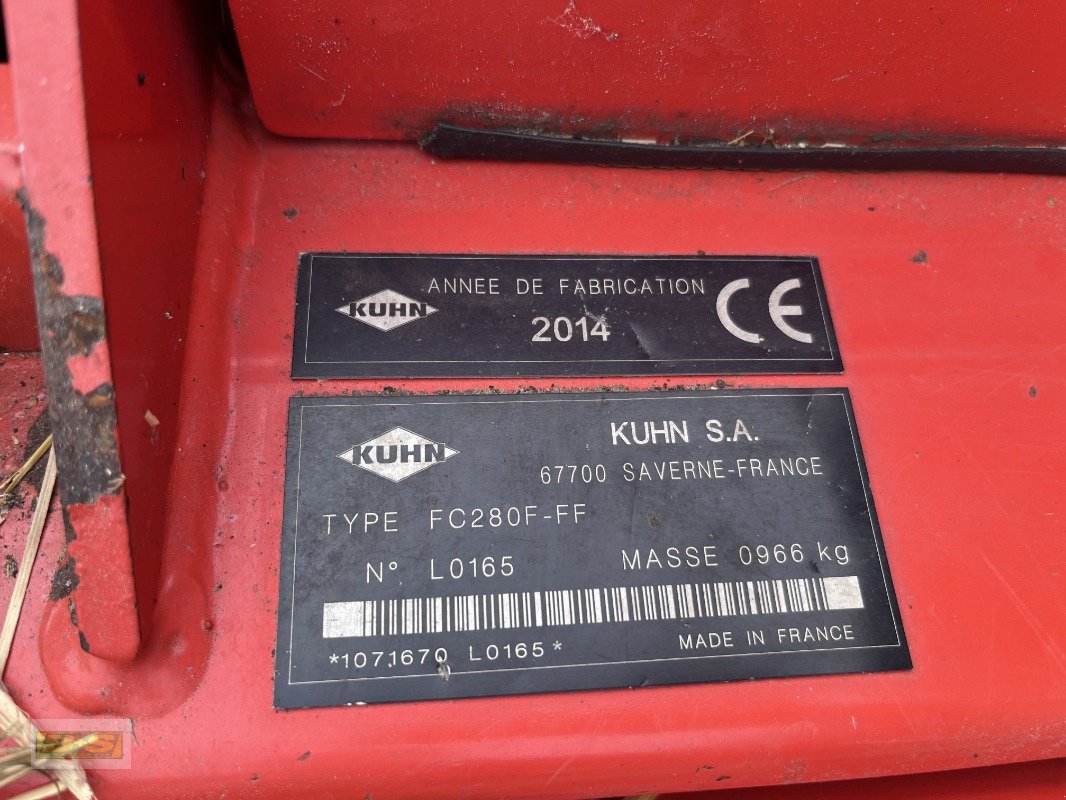 KUHN
ANNEE DE FABRICATION
2014
CE
KUHN
KUHN S.A.
67700 SAVERNE-FRANCE
TYPE FC280F-FF
N° L0165 MASSE 0966 kg
*1071670 L0165*
MADE IN FRANCE